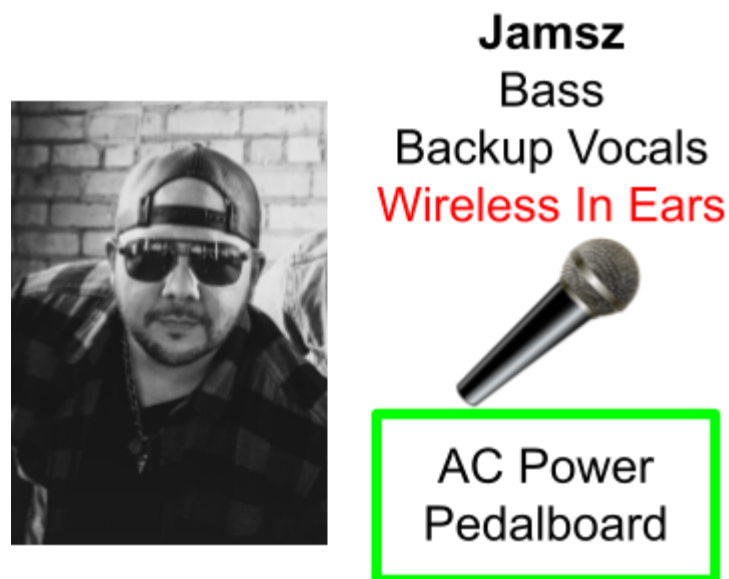 Jamsz
Bass
Backup Vocals
Wireless In Ears
AC Power
Pedalboard